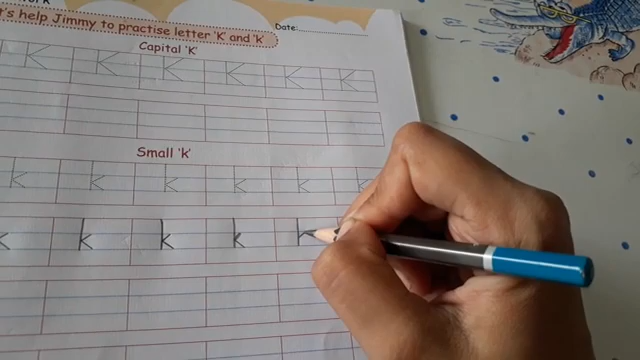 's help Jimmy to practise letter 'K' and 'K
Date:
Capital 'K'
K K K K K K
Small 'k'
k k k k k k
k k k k